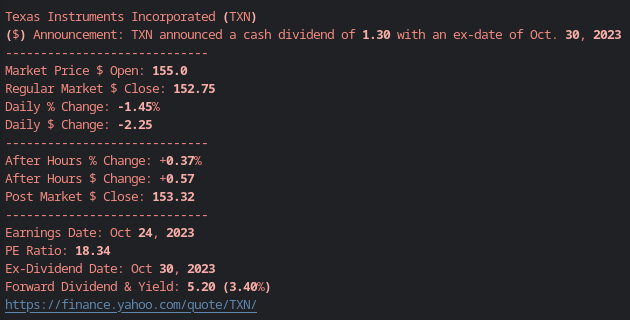 Texas Instruments Incorporated (TXN)
($) Announcement: TXN announced a cash dividend of 1.30 with an ex-date of Oct. 30, 2023
-----------------------------
Market Price $ Open: 155.0
Regular Market $ Close: 152.75
Daily % Change: -1.45%
Daily $ Change: -2.25
-----------------------------
After Hours % Change: +0.37%
After Hours $ Change: +0.57
Post Market $ Close: 153.32
-----------------------------
Earnings Date: Oct 24, 2023
PE Ratio: 18.34
Ex-Dividend Date: Oct 30, 2023
Forward Dividend & Yield: 5.20 (3.40%)
https://finance.yahoo.com/quote/TXN/